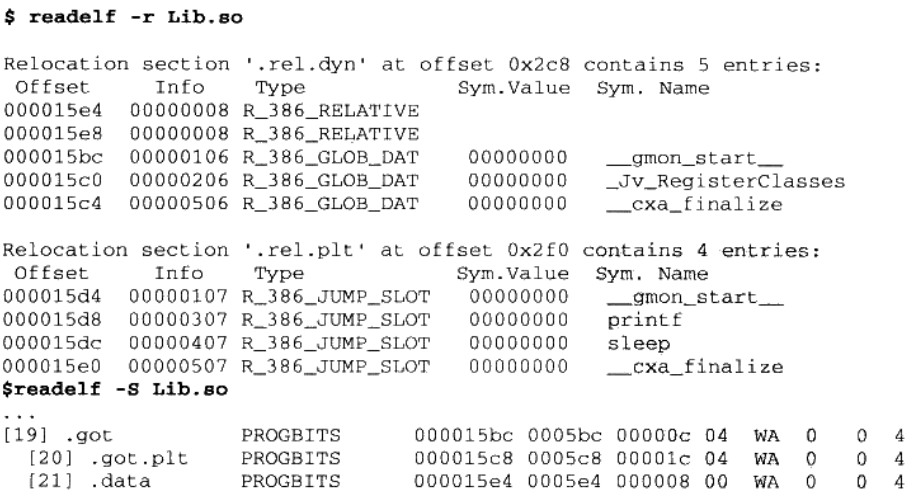 $ readelf -r Lib.so
Relocation section '.rel.dyn' at offset 0x2c8 contains 5 entries:
Offset Info Type Sym.Value Sym. Name
000015e4 00000008 R_386_RELATIVE
000015e8 00000008 R_386_RELATIVE
000015bc 00000106 R_386_GLOB_DAT 00000000 __gmon_start__
000015c0 00000206 R_386_GLOB_DAT 00000000 _Jv_RegisterClasses
000015c4 00000506 R_386_GLOB_DAT 00000000 __cxa_finalize
Relocation section '.rel.plt' at offset 0x2f0 contains 4 entries:
Offset Info Type Sym.Value Sym. Name
000015d4 00000107 R_386_JUMP_SLOT 00000000 __gmon_start__
000015d8 00000307 R_386_JUMP_SLOT 00000000 printf
000015dc 00000407 R_386_JUMP_SLOT 00000000 sleep
000015e0 00000507 R_386_JUMP_SLOT 00000000 __cxa_finalize
$readelf -S Lib.so
...
[19] .got PROGBITS 000015bc 0005bc 00000c 04 WA 0 0 4
[20] .got.plt PROGBITS 000015c8 0005c8 00001c 04 WA 0 0 4
[21] .data PROGBITS 000015e4 0005e4 000008 00 WA 0 0 4